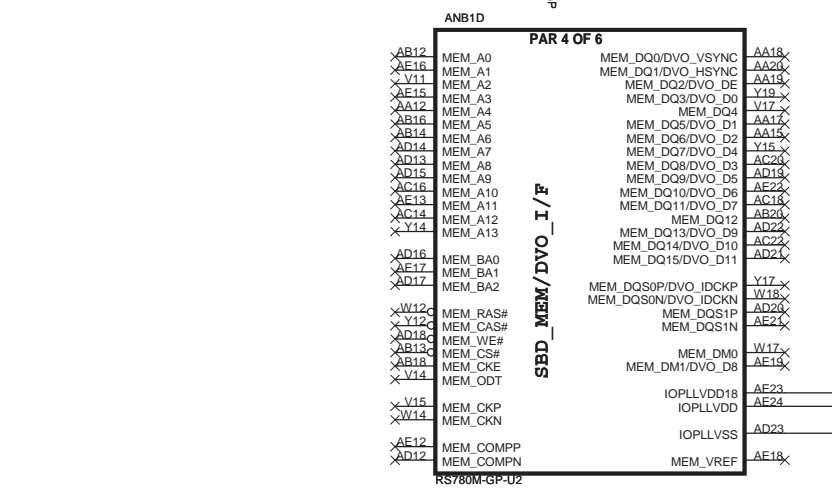 P
ANB1D
PAR 4 OF 6
AB12 MEM_A0 MEM_DQ0/DVO_VSYNC AA18
AE16 MEM_A1 MEM_DQ1/DVO_HSYNC AA20
V11 MEM_A2 MEM_DQ2/DVO_DE AA19
AE15 MEM_A3 MEM_DQ3/DVO_D0 Y19
AA12 MEM_A4 MEM_DQ4 V17
AB16 MEM_A5 MEM_DQ5/DVO_D1 AA17
AB14 MEM_A6 MEM_DQ6/DVO_D2 AA15
AD14 MEM_A7 MEM_DQ7/DVO_D4 Y15
AD13 MEM_A8 MEM_DQ8/DVO_D3 AC20
AD15 MEM_A9 MEM_DQ9/DVO_D5 AD19
AC16 MEM_A10 MEM_DQ10/DVO_D6 AE22
AE13 MEM_A11 MEM_DQ11/DVO_D7 AC18
AC14 MEM_A12 MEM_DQ12 AB20
Y14 MEM_A13 MEM_DQ13/DVO_D9 AD22
MEM_DQ14/DVO_D10 AC22
AD16 MEM_BA0 MEM_DQ15/DVO_D11 AD21
AE17 MEM_BA1
AD17 MEM_BA2 MEM_DQS0P/DVO_IDCKP Y17
MEM_DQS0N/DVO_IDCKN W18
W12 MEM_RAS# MEM_DQS1P AD20
Y12 MEM_CAS# MEM_DQS1N AE21
AD18 MEM_WE#
AB13 MEM_CS# MEM_DM0 W17
AB18 MEM_CKE MEM_DM1/DVO_D8 AE19
V14 MEM_ODT
IOPLLVDD18 AE23
V15 MEM_CKP IOPLLVDD AE24
W14 MEM_CKN
IOPLLVSS AD23
AE12 MEM_COMPP
AD12 MEM_COMPN MEM_VREF AE18
SBD_MEM/DVO_I/F
RS780M-GP-U2